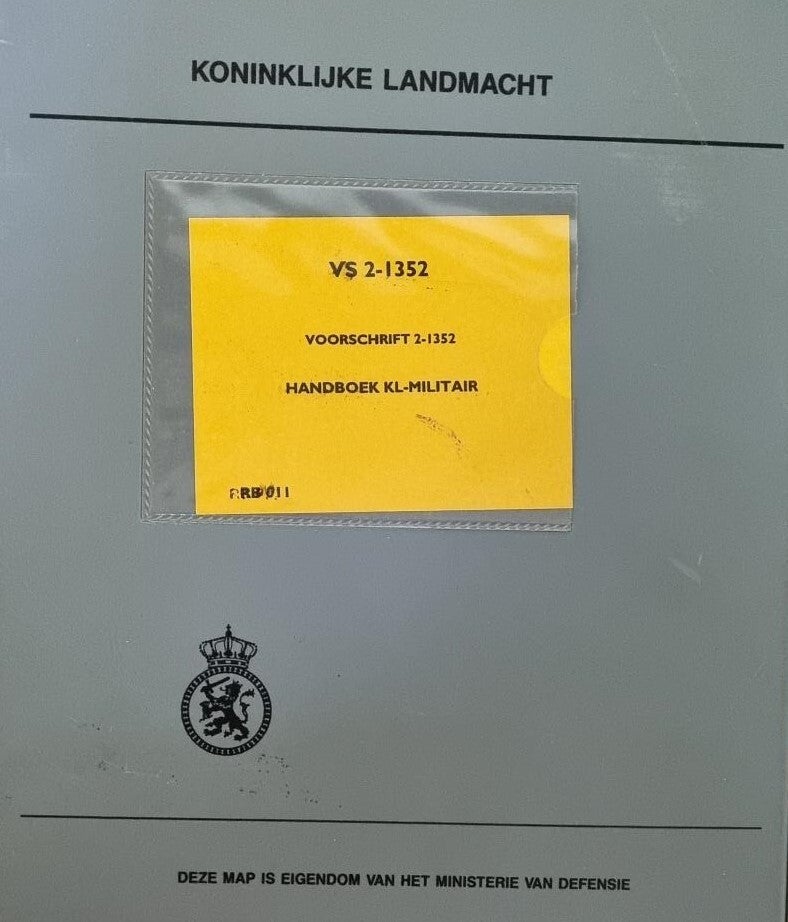 KONINKLIJKE LANDMACHT
VS 2-1352
VOORSCHRIFT 2-1352
HANDBOEK KL-MILITAIR
DEZE MAP IS EIGENDOM VAN HET MINISTERIE VAN DEFENSIE